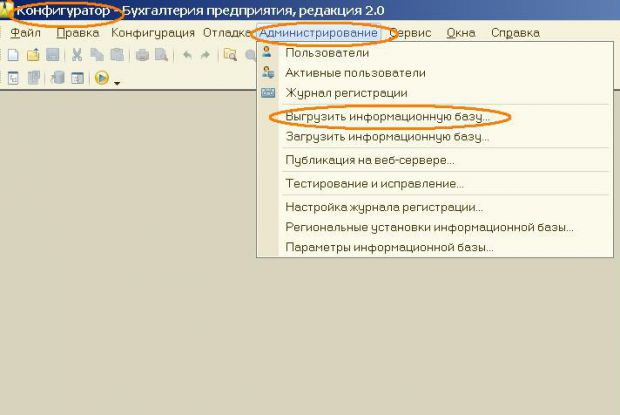 Конфигуратор - Бухгалтерия предприятия, редакция 2.0
Файл Правка Конфигурация Отладка Администрирование Сервис Окна Справка
Пользователи
Активные пользователи
Журнал регистрации
Выгрузить информационную базу...
Загрузить информационную базу...
Публикация на веб-сервере...
Тестирование и исправление...
Настройка журнала регистрации...
Региональные установки информационной базы...
Параметры информационной базы...